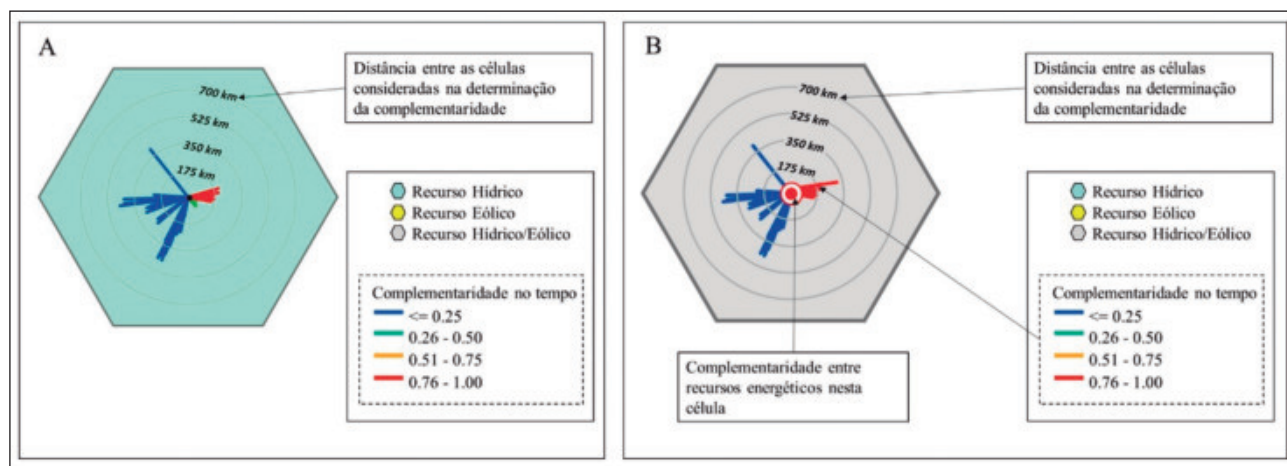 A
700 km
525 km
350 km
175 km
Distância entre as células
consideradas na determinação
da complementaridade
Recurso Hídrico
Recurso Eólico
Recurso Hídrico/Eólico
Complementaridade no tempo
<= 0.25
0.26 - 0.50
0.51 - 0.75
0.76 - 1.00
B
700 km
525 km
350 km
175 km
Distância entre as células
consideradas na determinação
da complementaridade
Recurso Hídrico
Recurso Eólico
Recurso Hídrico/Eólico
Complementaridade no tempo
<= 0.25
0.26 - 0.50
0.51 - 0.75
0.76 - 1.00
Complementaridade entre
recursos energéticos nesta
célula